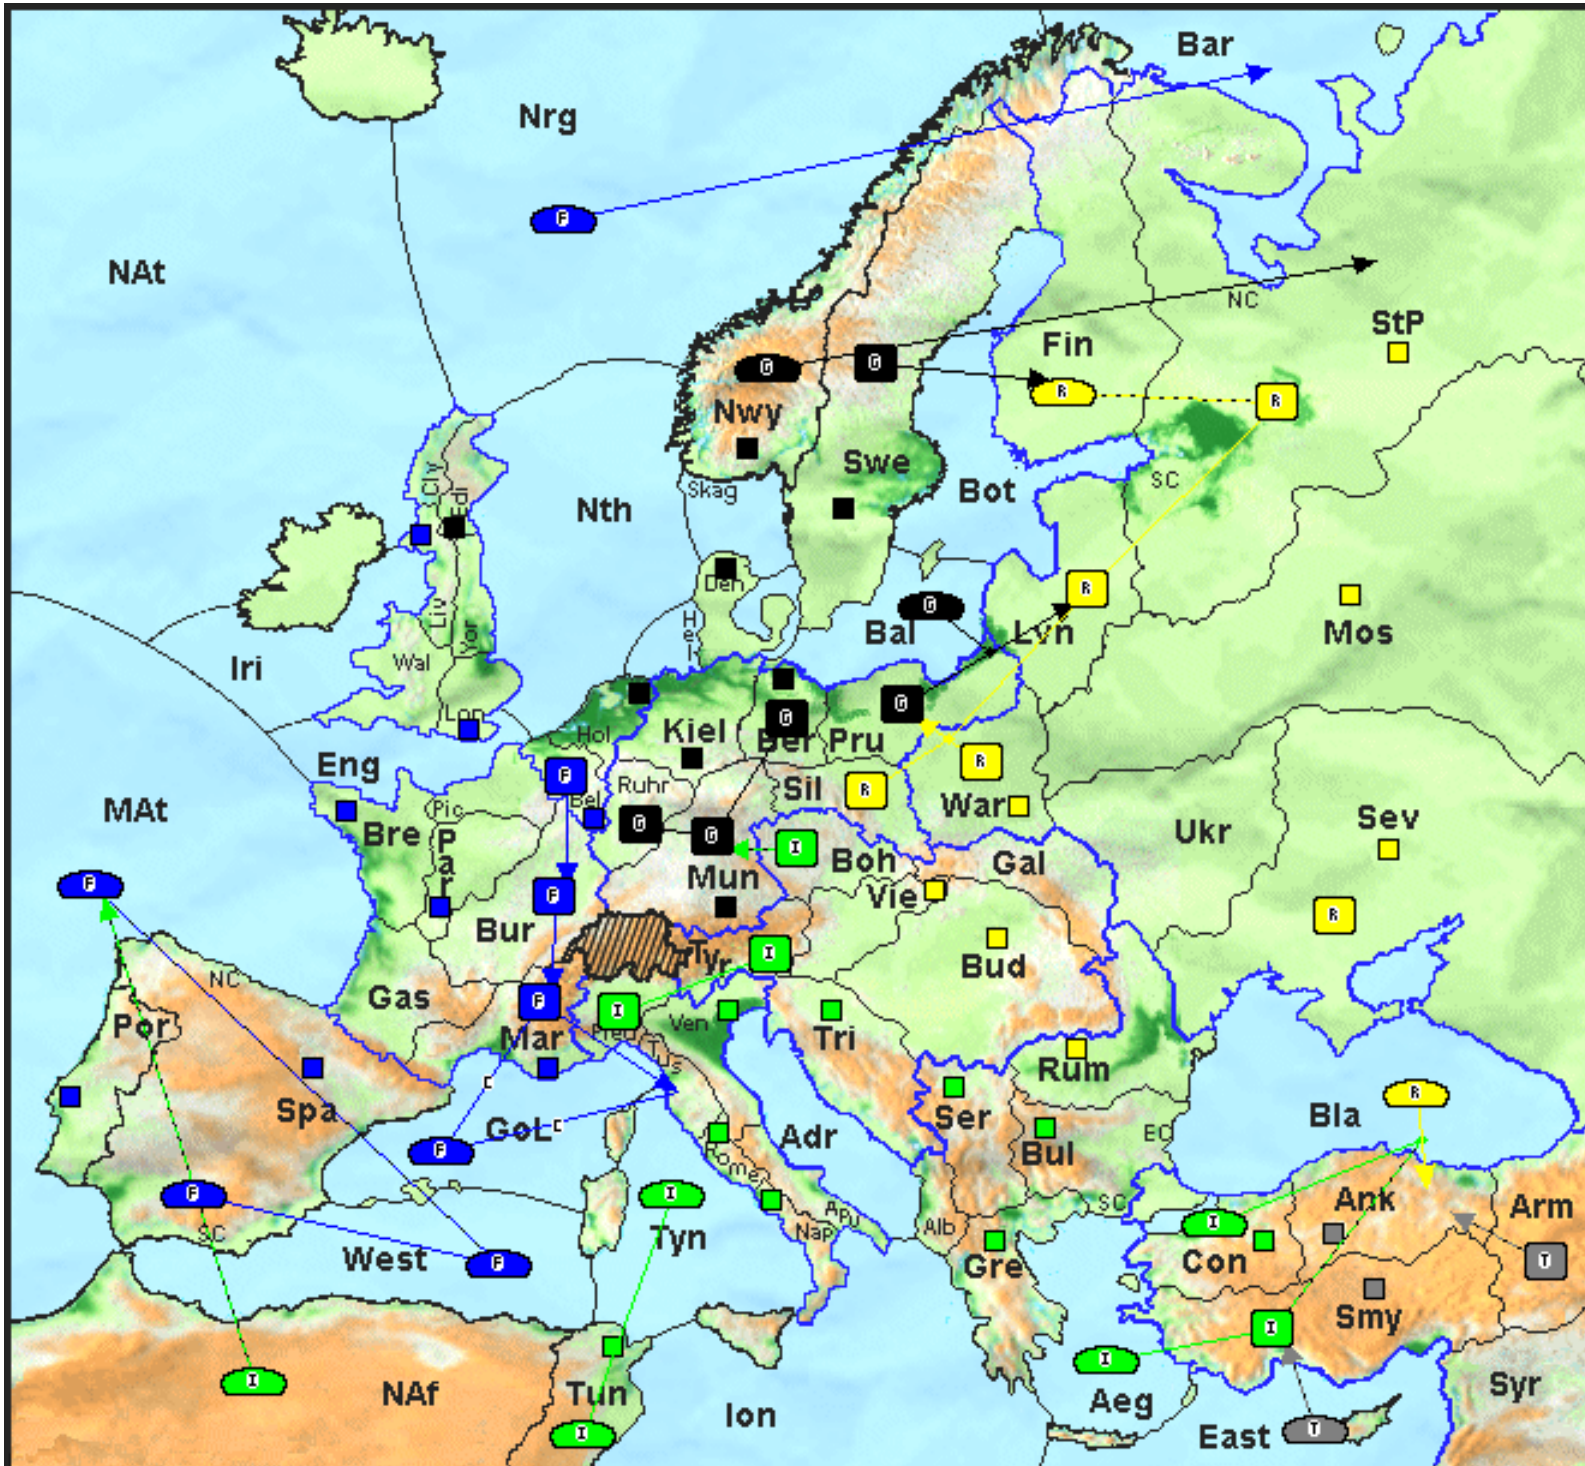 Bar
Nrg
NAt
NC
StP
Fin
Nwy
Swe
SC
Skag
Bot
Nth
Cly
Edi
Den
Hel
Liv
Yor
Bal
Lvn
Mos
Iri
Wal
Lon
Hol
Kiel
Ber
Pru
Eng
Ruhr
Sil
War
MAt
Pic
Bel
Bre
Par
Boh
Gal
Ukr
Sev
Mun
Vie
Bur
Tyr
Bud
NC
Gas
Por
Mar
Pied
Ven
Tus
Tri
Rum
Spa
GoL
Adr
Ser
Bul
EC
Bla
Rome
SC
West
Tyn
Apu
Nap
Alb
SC
Gre
Con
Ank
Arm
Smy
NAf
Tun
Ion
Aeg
East
Syr
F
G
G
R
R
G
R
G
F
G
R
R
G
G
I
F
F
R
I
F
I
F
R
F
I
I
F
T
I
I
I
I
T
C
C